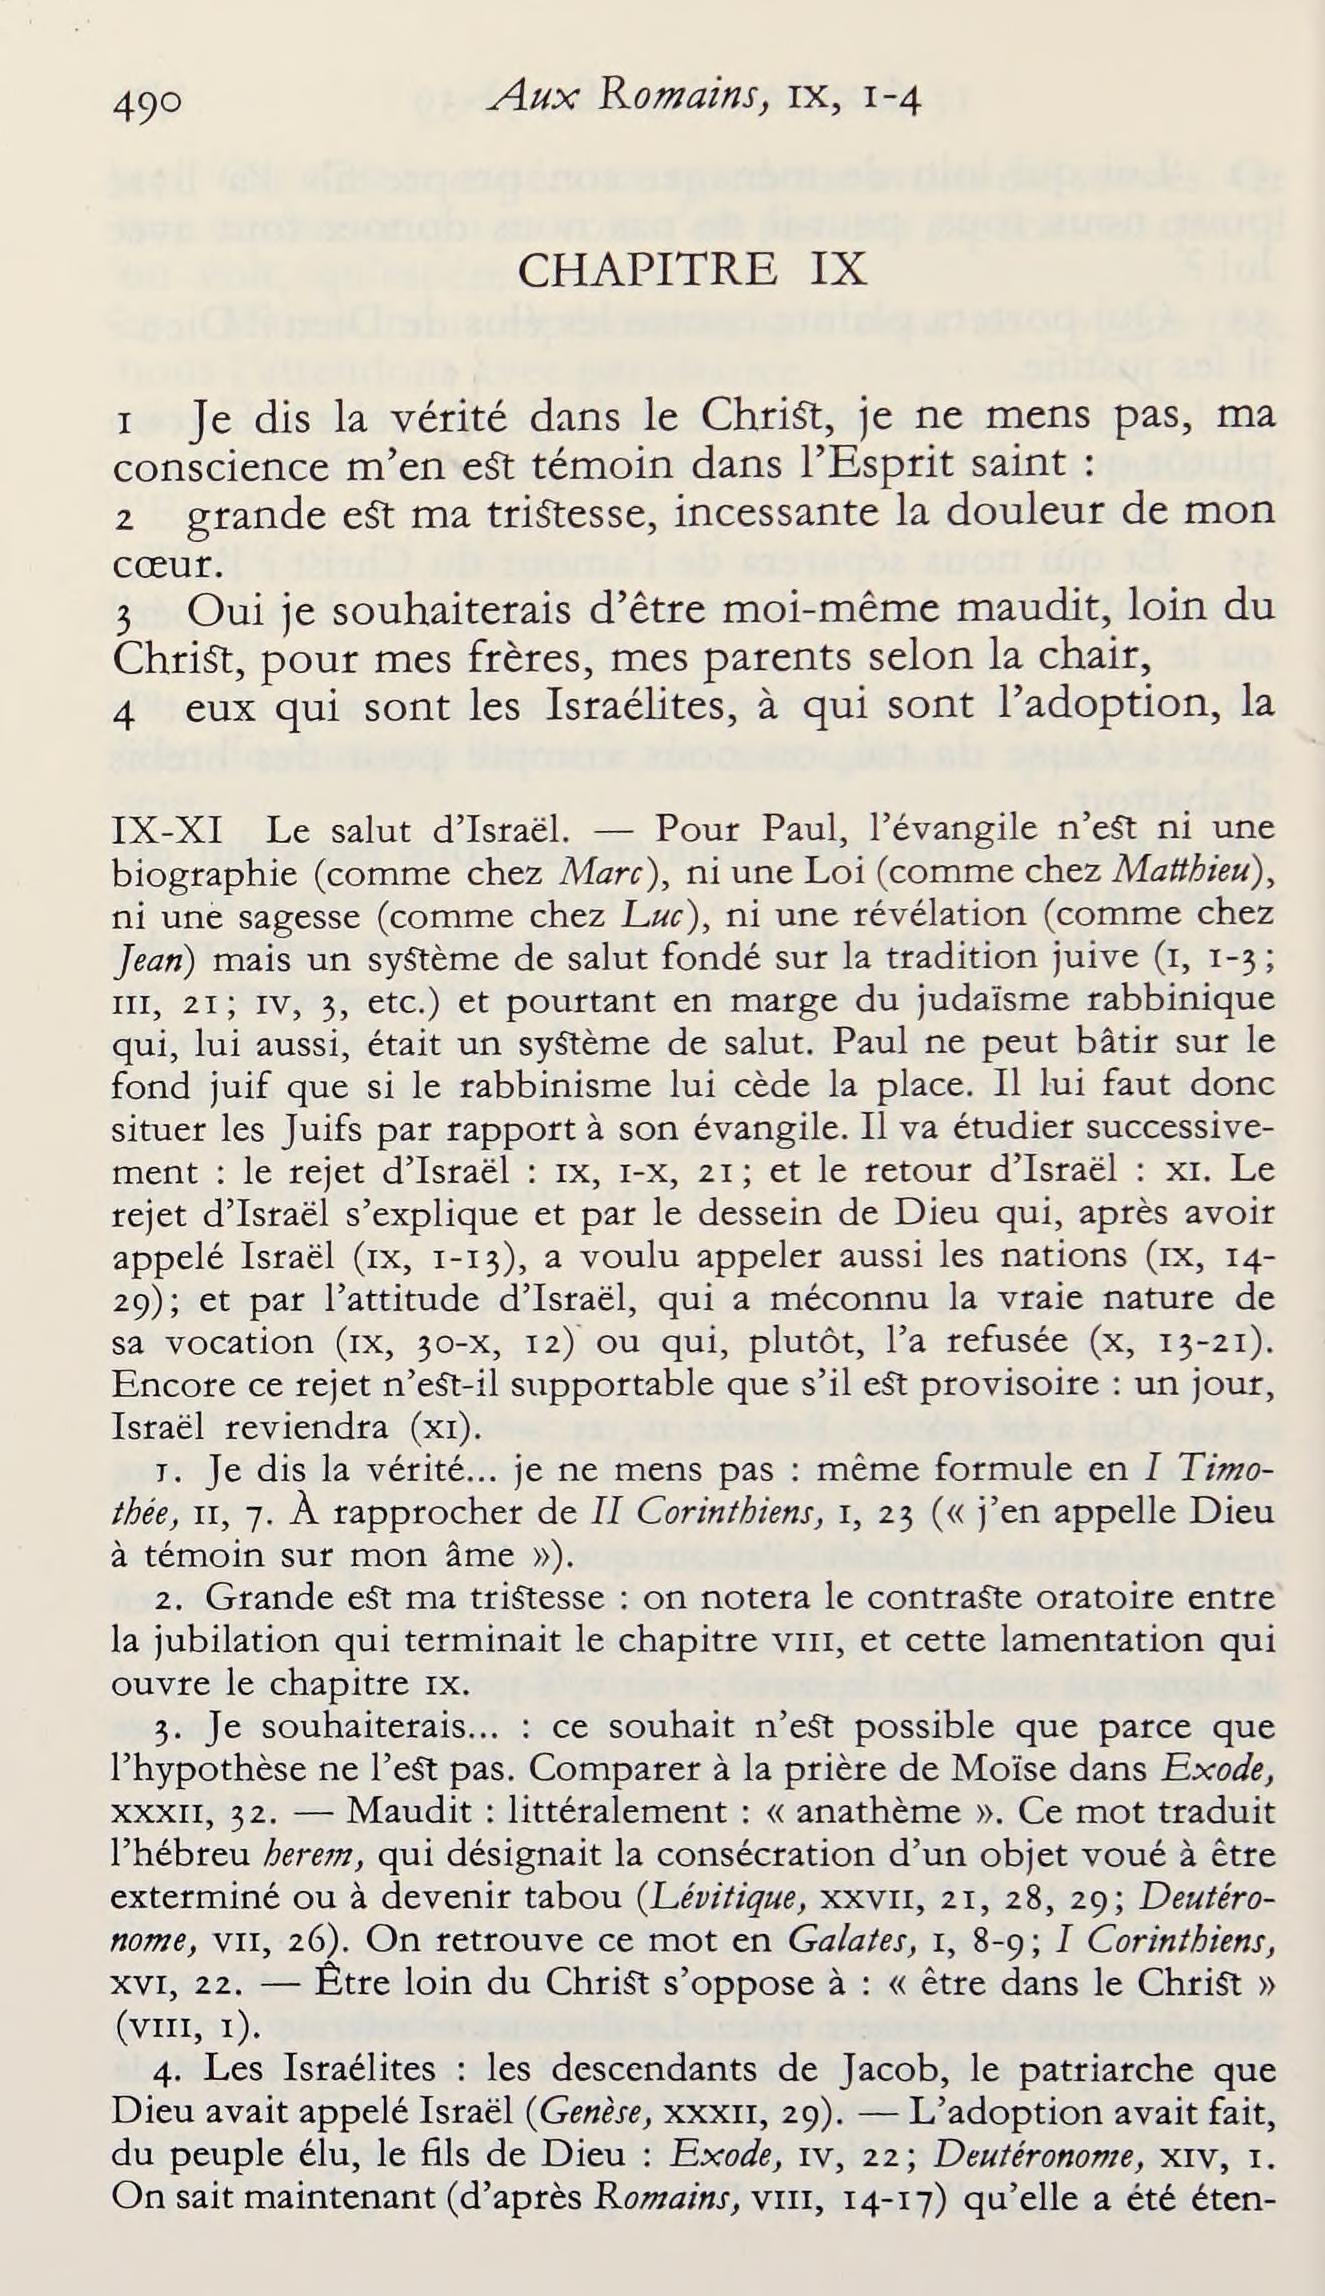 490
Aux Romains, IX, 1-4
CHAPITRE IX
1 Je dis la vérité dans le Christ, je ne mens pas, ma
conscience m'en est témoin dans l'Esprit saint :
2 grande est ma tristesse, incessante la douleur de mon
cœur.
3 Oui je souhaiterais d'être moi-même maudit, loin du
Christ, pour mes frères, mes parents selon la chair,
4 eux qui sont les Israélites, à qui sont l'adoption, la
IX-XI Le salut d'Israël. — Pour Paul, l'évangile n'est ni une
biographie (comme chez Marc), ni une Loi (comme chez Matthieu),
ni une sagesse (comme chez Luc), ni une révélation (comme chez
Jean) mais un système de salut fondé sur la tradition juive (I, 1-3 ;
III, 21 ; IV, 3, etc.) et pourtant en marge du judaïsme rabbinique
qui, lui aussi, était un système de salut. Paul ne peut bâtir sur le
fond juif que si le rabbinisme lui cède la place. Il lui faut donc
situer les Juifs par rapport à son évangile. Il va étudier successive-
ment : le rejet d'Israël : IX, 1-X, 21 ; et le retour d'Israël : XI. Le
rejet d'Israël s'explique et par le dessein de Dieu qui, après avoir
appelé Israël (IX, 1-13), a voulu appeler aussi les nations (IX, 14-
29) ; et par l'attitude d'Israël, qui a méconnu la vraie nature de
sa vocation (IX, 30-X, 12) ou qui, plutôt, l'a refusée (X, 13-21).
Encore ce rejet n'est-il supportable que s'il est provisoire : un jour,
Israël reviendra (XI).
1. Je dis la vérité... je ne mens pas : même formule en I Timo-
thée, II, 7. À rapprocher de II Corinthiens, I, 23 (« j'en appelle Dieu
à témoin sur mon âme »).
2. Grande est ma tristesse : on notera le contraste oratoire entre
la jubilation qui terminait le chapitre VIII, et cette lamentation qui
ouvre le chapitre IX.
3. Je souhaiterais... : ce souhait n'est possible que parce que
l'hypothèse ne l'est pas. Comparer à la prière de Moïse dans Exode,
XXXII, 32. — Maudit : littéralement : « anathème ». Ce mot traduit
l'hébreu herem, qui désignait la consécration d'un objet voué à être
exterminé ou à devenir tabou (Lévitique, XXVII, 21, 28, 29 ; Deutéro-
nome, VII, 26). On retrouve ce mot en Galates, I, 8-9 ; I Corinthiens,
XVI, 22. — Être loin du Christ s'oppose à : « être dans le Christ »
(VIII, 1).
4. Les Israélites : les descendants de Jacob, le patriarche que
Dieu avait appelé Israël (Genèse, XXXII, 29). — L'adoption avait fait,
du peuple élu, le fils de Dieu : Exode, IV, 22 ; Deutéronome, XIV, 1.
On sait maintenant (d'après Romains, VIII, 14-17) qu'elle a été éten-